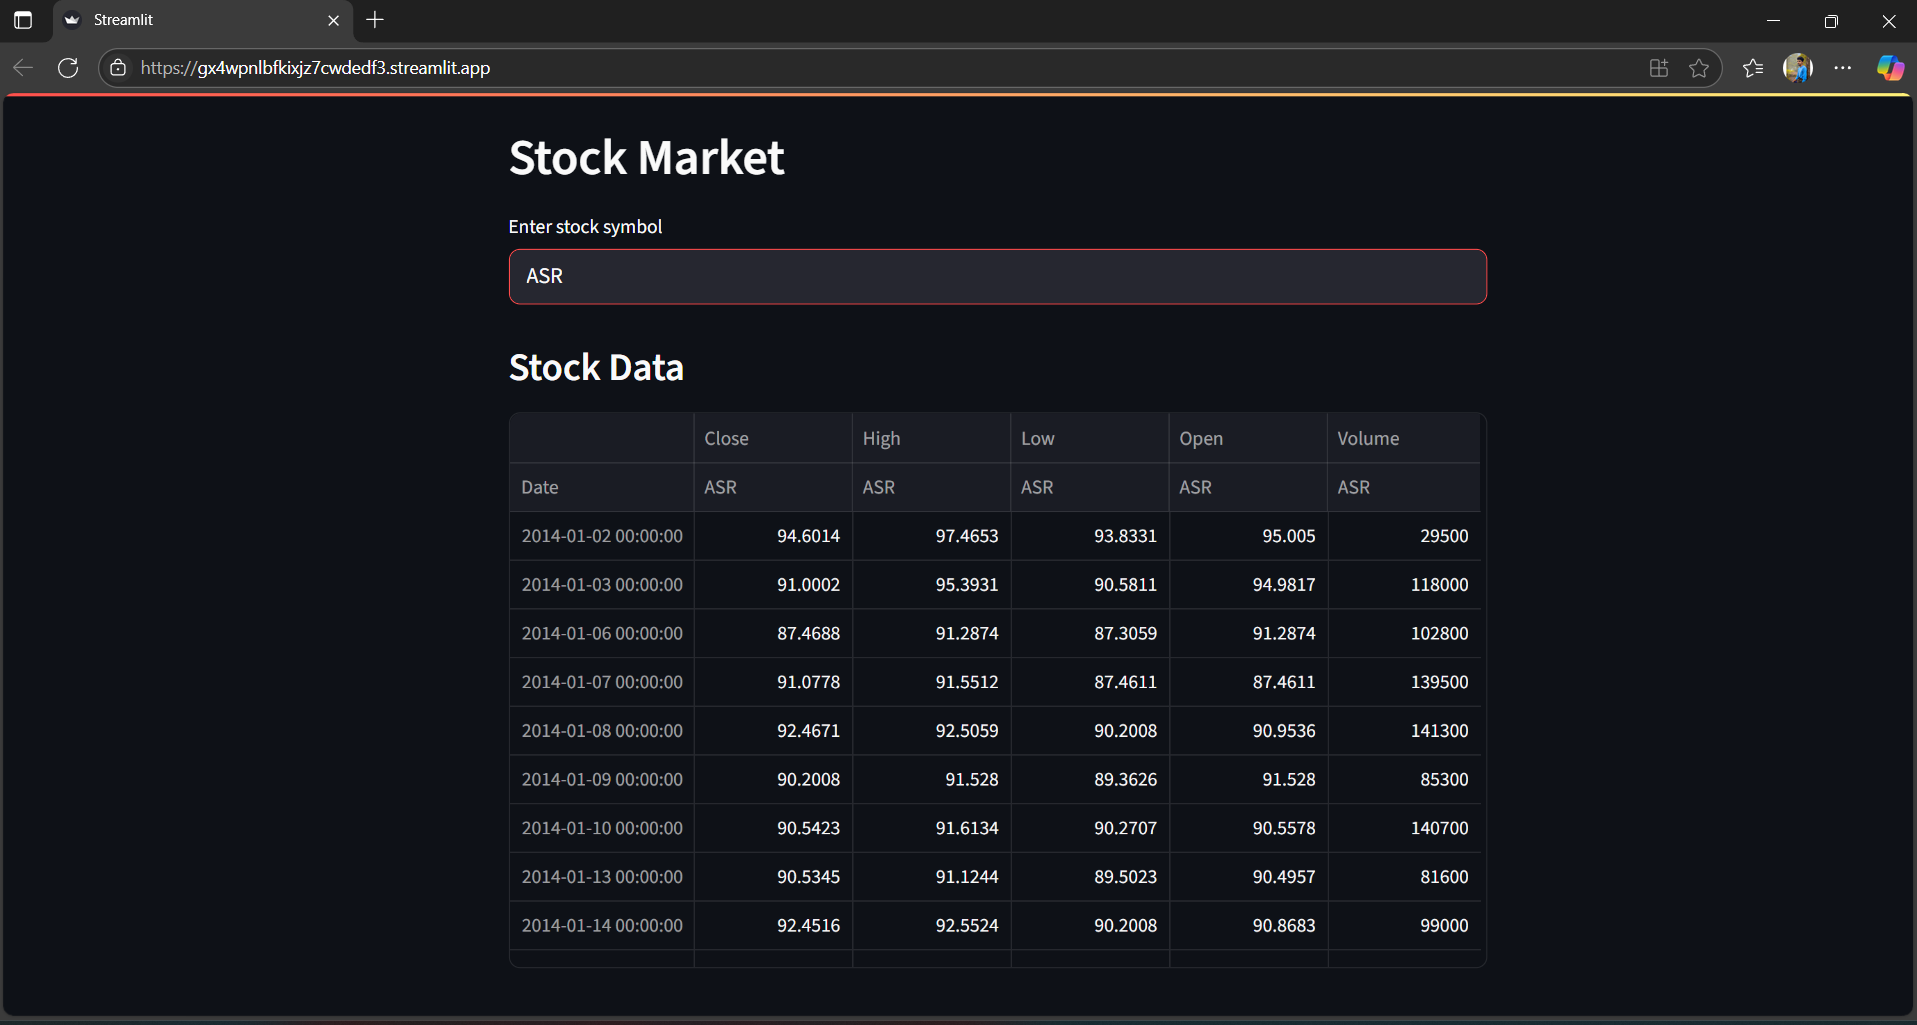 Streamlit
https://gx4wpnlbfkixjz7cwdedf3.streamlit.app
Stock Market
Enter stock symbol
ASR
Stock Data
Close High Low Open Volume
Date ASR ASR ASR ASR ASR
2014-01-02 00:00:00 94.6014 97.4653 93.8331 95.005 29500
2014-01-03 00:00:00 91.0002 95.3931 90.5811 94.9817 118000
2014-01-06 00:00:00 87.4688 91.2874 87.3059 91.2874 102800
2014-01-07 00:00:00 91.0778 91.5512 87.4611 87.4611 139500
2014-01-08 00:00:00 92.4671 92.5059 90.2008 90.9536 141300
2014-01-09 00:00:00 90.2008 91.528 89.3626 91.528 85300
2014-01-10 00:00:00 90.5423 91.6134 90.2707 90.5578 140700
2014-01-13 00:00:00 90.5345 91.1244 89.5023 90.4957 81600
2014-01-14 00:00:00 92.4516 92.5524 90.2008 90.8683 99000